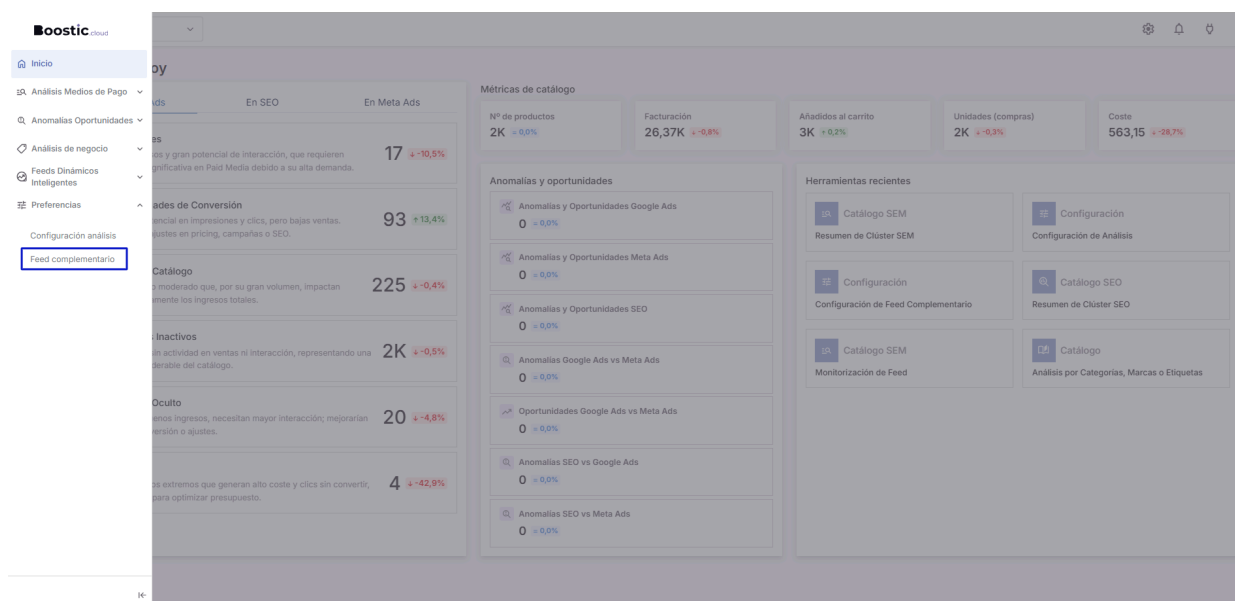 Boostic.cloud
Inicio
Análisis Medios de Pago
Anomalías Oportunidades
Análisis de negocio
Feeds Dinámicos
Inteligentes
Preferencias
Configuración análisis
Feed complementario
oy
Ads
En SEO
En Meta Ads
es
sos y gran potencial de interacción, que requieren
gnificativa en Paid Media debido a su alta demanda.
17 -10,5%
ades de Conversión
encial en impresiones y clics, pero bajas ventas.
ajustes en pricing, campañas o SEO.
93 13,4%
Catálogo
o moderado que, por su gran volumen, impactan
amente los ingresos totales.
225 -0,4%
s Inactivos
sin actividad en ventas ni interacción, representando una
derable del catálogo.
2K -0,5%
Oculto
enos ingresos, necesitan mayor interacción; mejorarían
versión o ajustes.
20 -4,8%
os extremos que generan alto coste y clics sin convertir,
para optimizar presupuesto.
4 -42,9%
Métricas de catálogo
Nº de productos
2K = 0,0%
Facturación
26,37K -0,8%
Añadidos al carrito
3K 0,2%
Unidades (compras)
2K -0,3%
Coste
563,15 -28,7%
Anomalías y oportunidades
Anomalías y Oportunidades Google Ads
0 = 0,0%
Anomalías y Oportunidades Meta Ads
0 = 0,0%
Anomalías y Oportunidades SEO
0 = 0,0%
Anomalías Google Ads vs Meta Ads
0 = 0,0%
Oportunidades Google Ads vs Meta Ads
0 = 0,0%
Anomalías SEO vs Google Ads
0 = 0,0%
Anomalías SEO vs Meta Ads
0 = 0,0%
Herramientas recientes
Catálogo SEM
Resumen de Clúster SEM
Configuración
Configuración de Análisis
Configuración
Configuración de Feed Complementario
Catálogo SEO
Resumen de Clúster SEO
Catálogo SEM
Monitorización de Feed
Catálogo
Análisis por Categorías, Marcas o Etiquetas